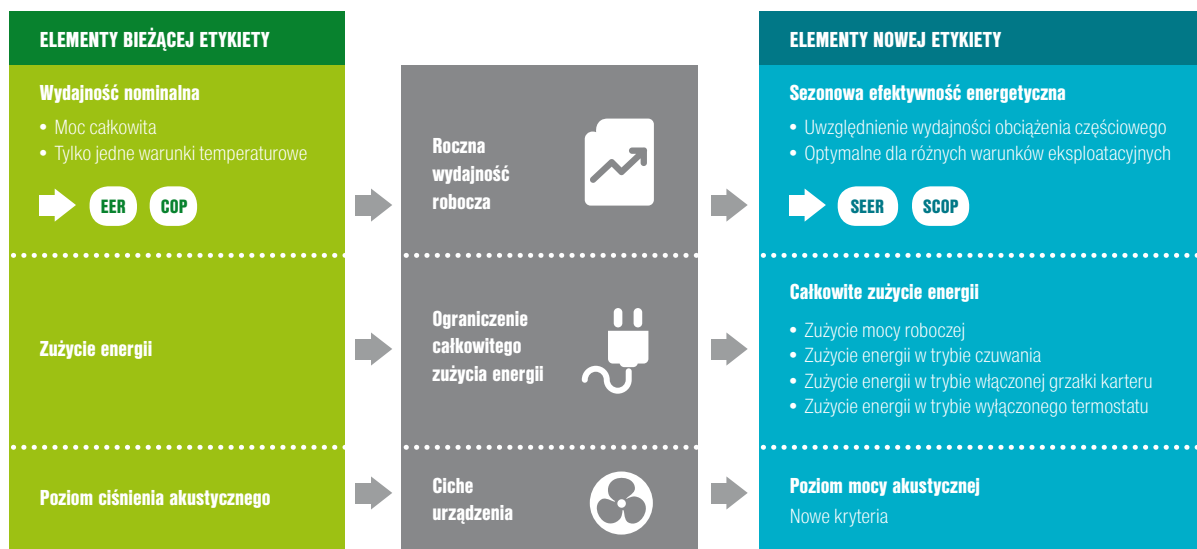 ELEMENTY BIEŻĄCEJ ETYKIETY
Wydajność nominalna
• Moc całkowita
• Tylko jedne warunki temperaturowe
EER COP
Zużycie energii
Poziom ciśnienia akustycznego
Roczna
wydajność
robocza
Ograniczenie
całkowitego
zużycia energii
Ciche
urządzenia
ELEMENTY NOWEJ ETYKIETY
Sezonowa efektywność energetyczna
• Uwzględnienie wydajności obciążenia częściowego
• Optymalne dla różnych warunków eksploatacyjnych
SEER SCOP
Całkowite zużycie energii
• Zużycie mocy roboczej
• Zużycie energii w trybie czuwania
• Zużycie energii w trybie włączonej grzałki karteru
• Zużycie energii w trybie wyłączonego termostatu
Poziom mocy akustycznej
Nowe kryteria